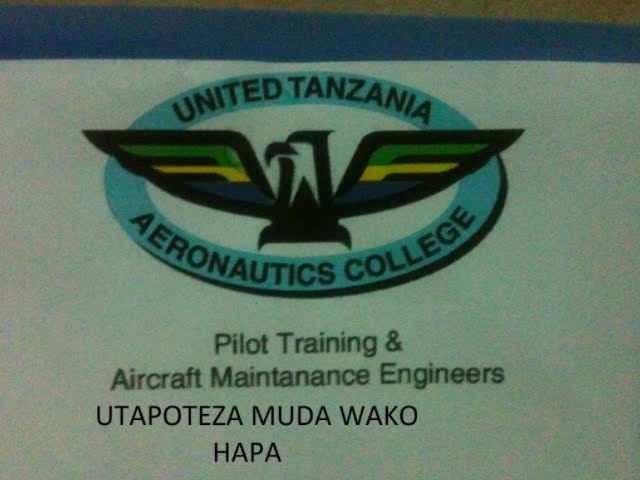 UNITED TANZANIA
AERONAUTICS COLLEGE
Pilot Training &
Aircraft Maintanance Engineers
UTAPOTEZA MUDA WAKO
HAPA